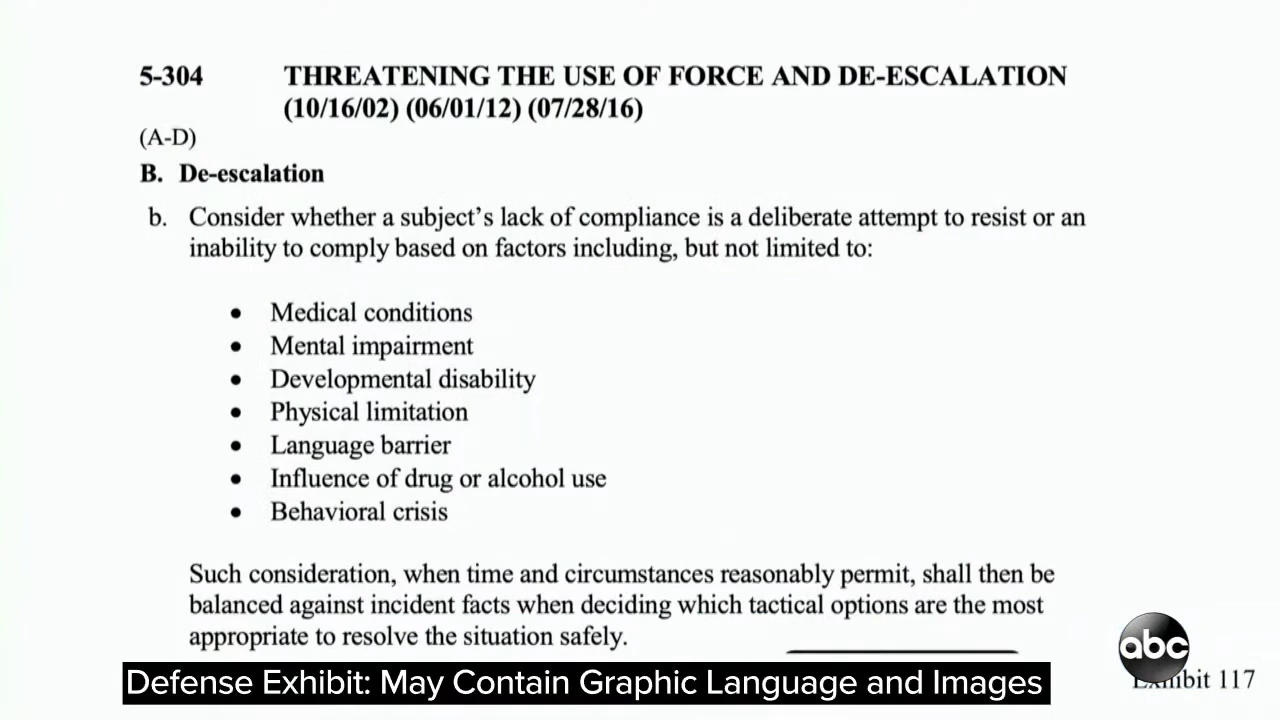 5-304 THREATENING THE USE OF FORCE AND DE-ESCALATION
(10/16/02) (06/01/12) (07/28/16)
(A-D)
B. De-escalation
b. Consider whether a subject's lack of compliance is a deliberate attempt to resist or an
inability to comply based on factors including, but not limited to:
• Medical conditions
• Mental impairment
• Developmental disability
• Physical limitation
• Language barrier
• Influence of drug or alcohol use
• Behavioral crisis
Such consideration, when time and circumstances reasonably permit, shall then be
balanced against incident facts when deciding which tactical options are the most
appropriate to resolve the situation safely.
abc
Defense Exhibit: May Contain Graphic Language and Images
Exhibit 117